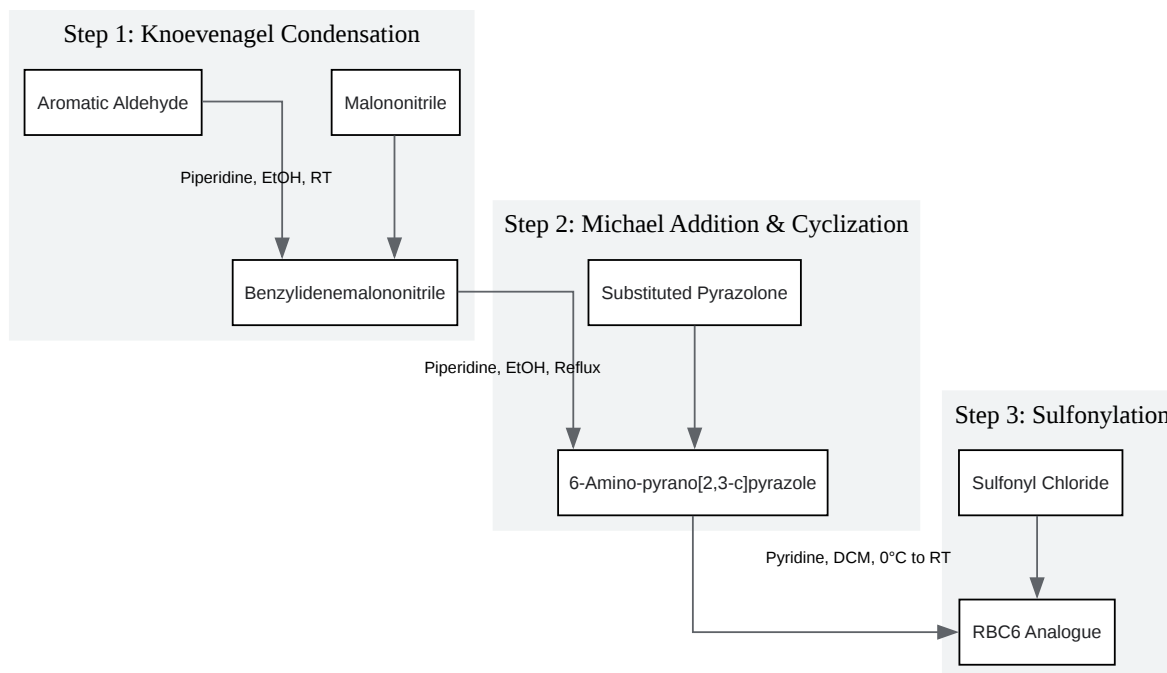 Step 1: Knoevenagel Condensation
Aromatic Aldehyde
Malononitrile
Piperidine, EtOH, RT
Benzylidenemalononitrile
Step 2: Michael Addition & Cyclization
Substituted Pyrazolone
Piperidine, EtOH, Reflux
6-Amino-pyrano[2,3-c]pyrazole
Step 3: Sulfonylation
Sulfonyl Chloride
Pyridine, DCM, 0°C to RT
RBC6 Analogue